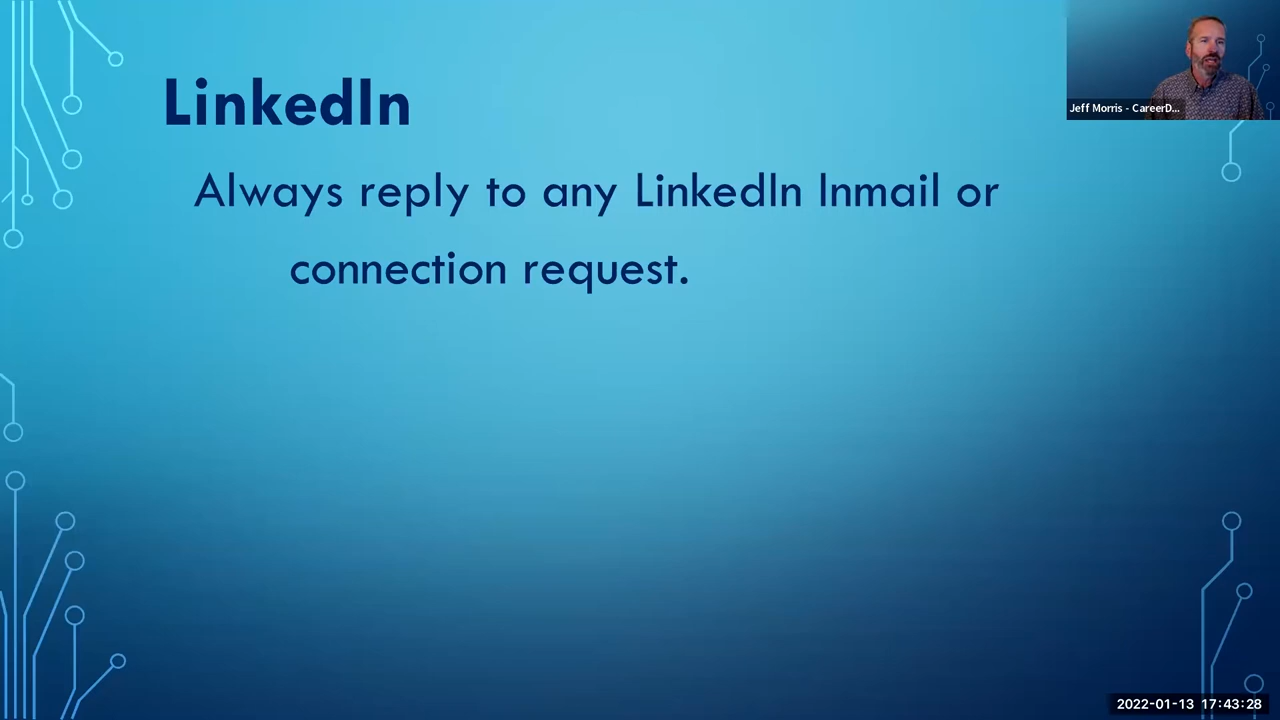 LinkedIn
Always reply to any LinkedIn Inmail or
connection request.
Jeff Morris - CareerD...
2022-01-13 17:43:28